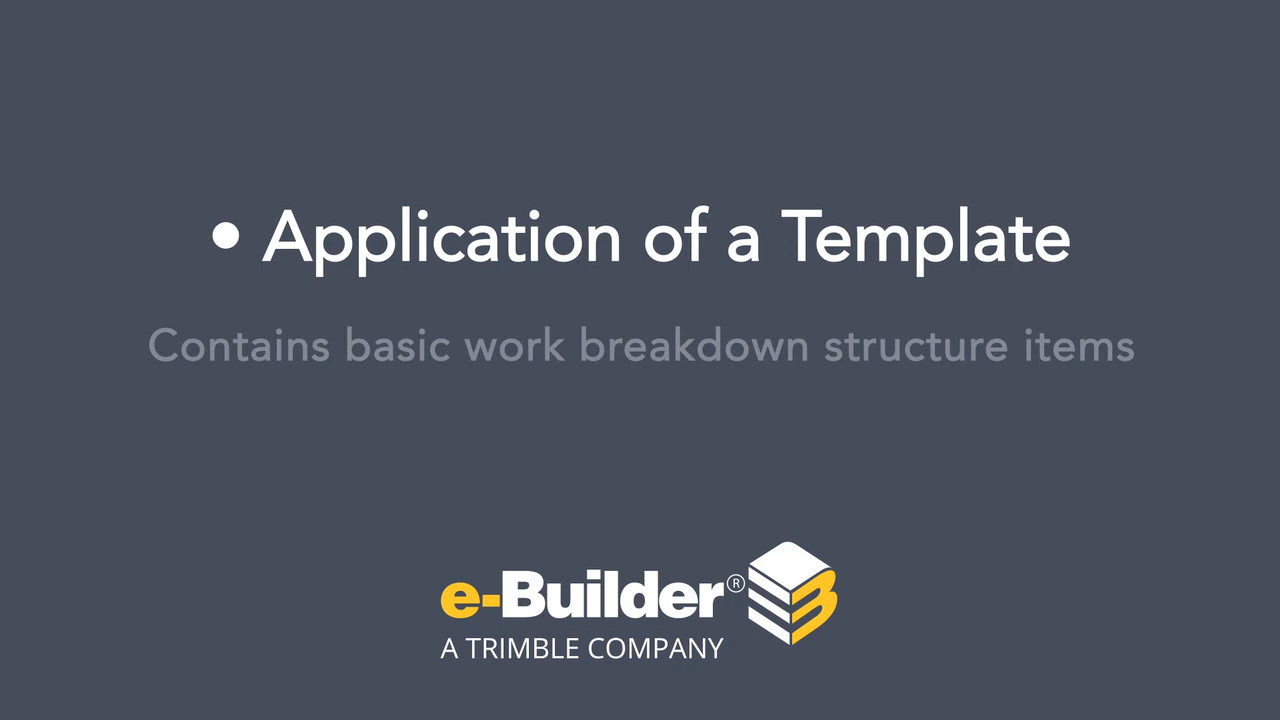 • Application of a Template
Contains basic work breakdown structure items
e-Builder®
A TRIMBLE COMPANY